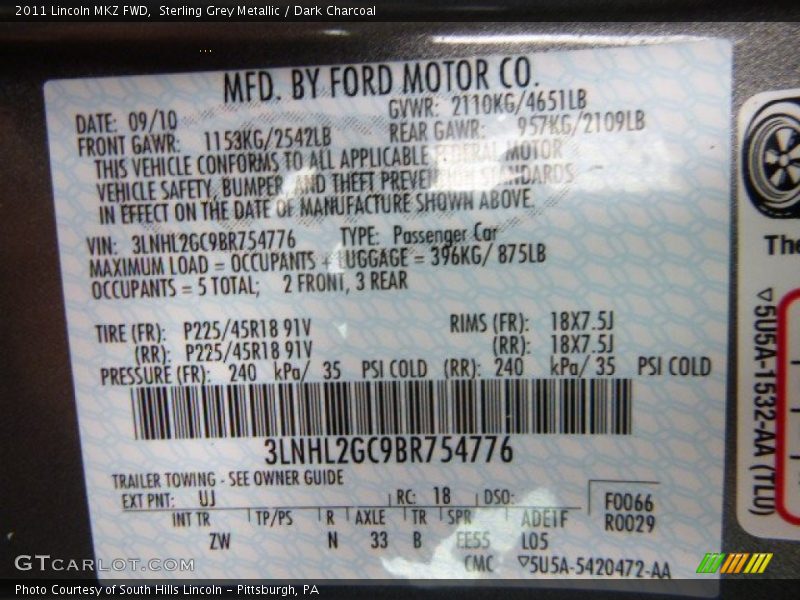 2011 Lincoln MKZ FWD,  Sterling Grey Metallic / Dark Charcoal
MFD. BY FORD MOTOR CO.
DATE: 09/10
GVWR: 2110KG/4651LB
FRONT GAWR: 1153KG/2542LB
REAR GAWR: 957KG/2109LB
THIS VEHICLE CONFORMS TO ALL APPLICABLE FEDERAL MOTOR
VEHICLE SAFETY, BUMPER, AND THEFT PREVENTION STANDARDS
IN EFFECT ON THE DATE OF MANUFACTURE SHOWN ABOVE.
VIN: 3LNHL2GC9BR754776 TYPE: Passenger Car
MAXIMUM LOAD = OCCUPANTS + LUGGAGE = 396KG/ 875LB
OCCUPANTS = 5 TOTAL; 2 FRONT, 3 REAR
TIRE (FR): P225/45R18 91V RIMS (FR): 18X7.5J
(RR): P225/45R18 91V (RR): 18X7.5J
PRESSURE (FR): 240 kPa/ 35 PSI COLD (RR): 240 kPa/ 35 PSI COLD
3LNHL2GC9BR754776
TRAILER TOWING - SEE OWNER GUIDE
EXT PNT: UJ RC: 18 DSO: F0066
R0029
INT TR TP/PS R AXLE TR SPR ADEIF
ZW N 33 B EE55 L05
CMC ▽5U5A-5420472-AA
The
▽5U5A-1532-AA (TLU)
GTcarlot.com
Photo Courtesy of South Hills Lincoln - Pittsburgh, PA